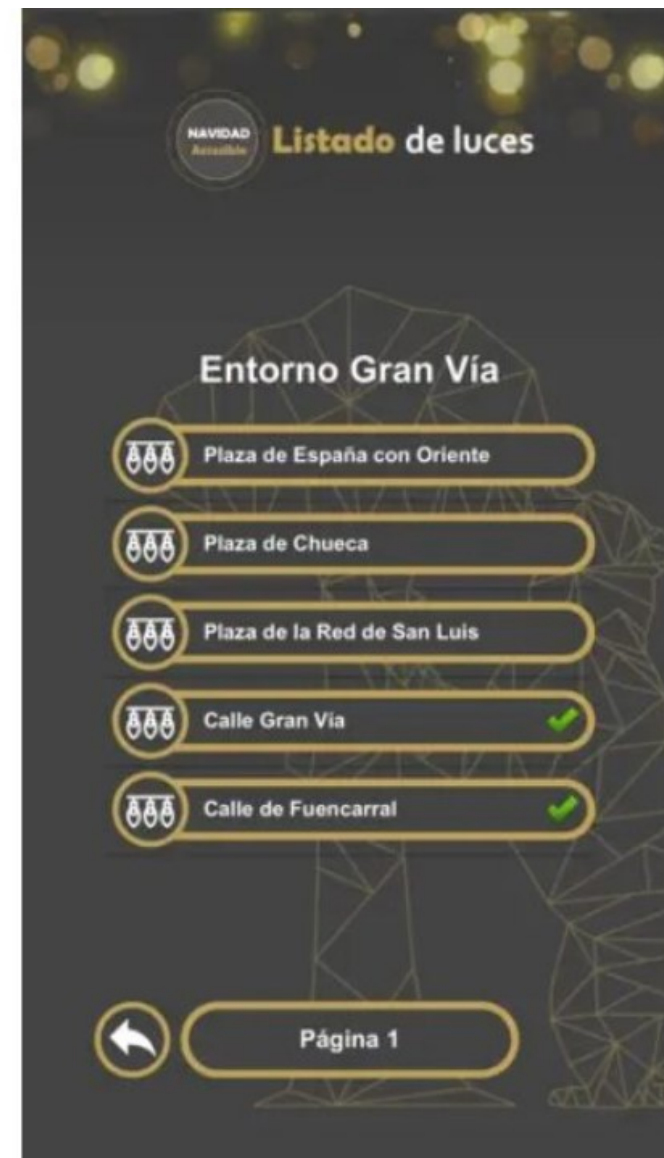 NAVIDAD
Accesible
Listado de luces
Entorno Gran Vía
Plaza de España con Oriente
Plaza de Chueca
Plaza de la Red de San Luis
Calle Gran Vía
Calle de Fuencarral
Página 1